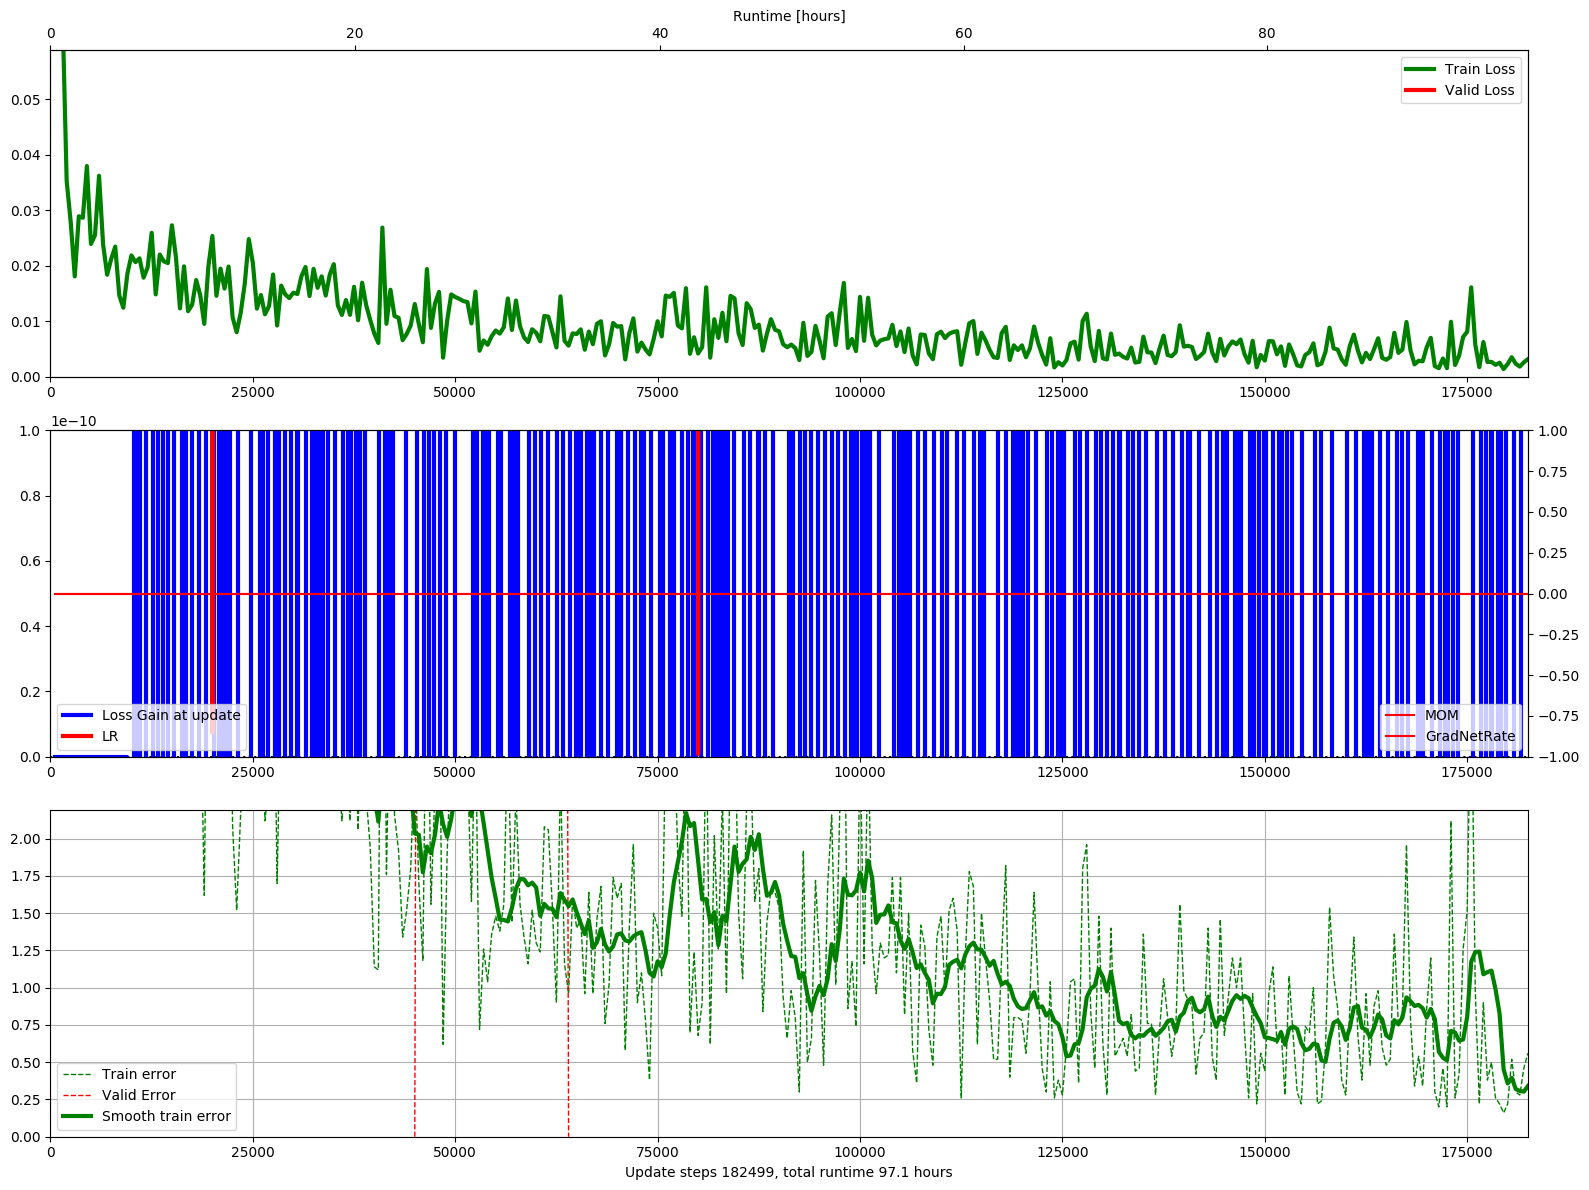 Runtime [hours]
0 20 40 60 80
Train Loss
Valid Loss
0.05
0.04
0.03
0.02
0.01
0.00
0 25000 50000 75000 100000 125000 150000 175000
1e−10
1.0 1.00
0.75
0.8
0.50
0.6 0.25
0.00
0.4
−0.25
0.2 −0.50
Loss Gain at update MOM −0.75
LR GradNetRate
0.0 −1.00
0 25000 50000 75000 100000 125000 150000 175000
2.00
1.75
1.50
1.25
1.00
0.75
0.50
Train error
Valid Error
0.25
Smooth train error
0.00
0 25000 50000 75000 100000 125000 150000 175000
Update steps 182499, total runtime 97.1 hours